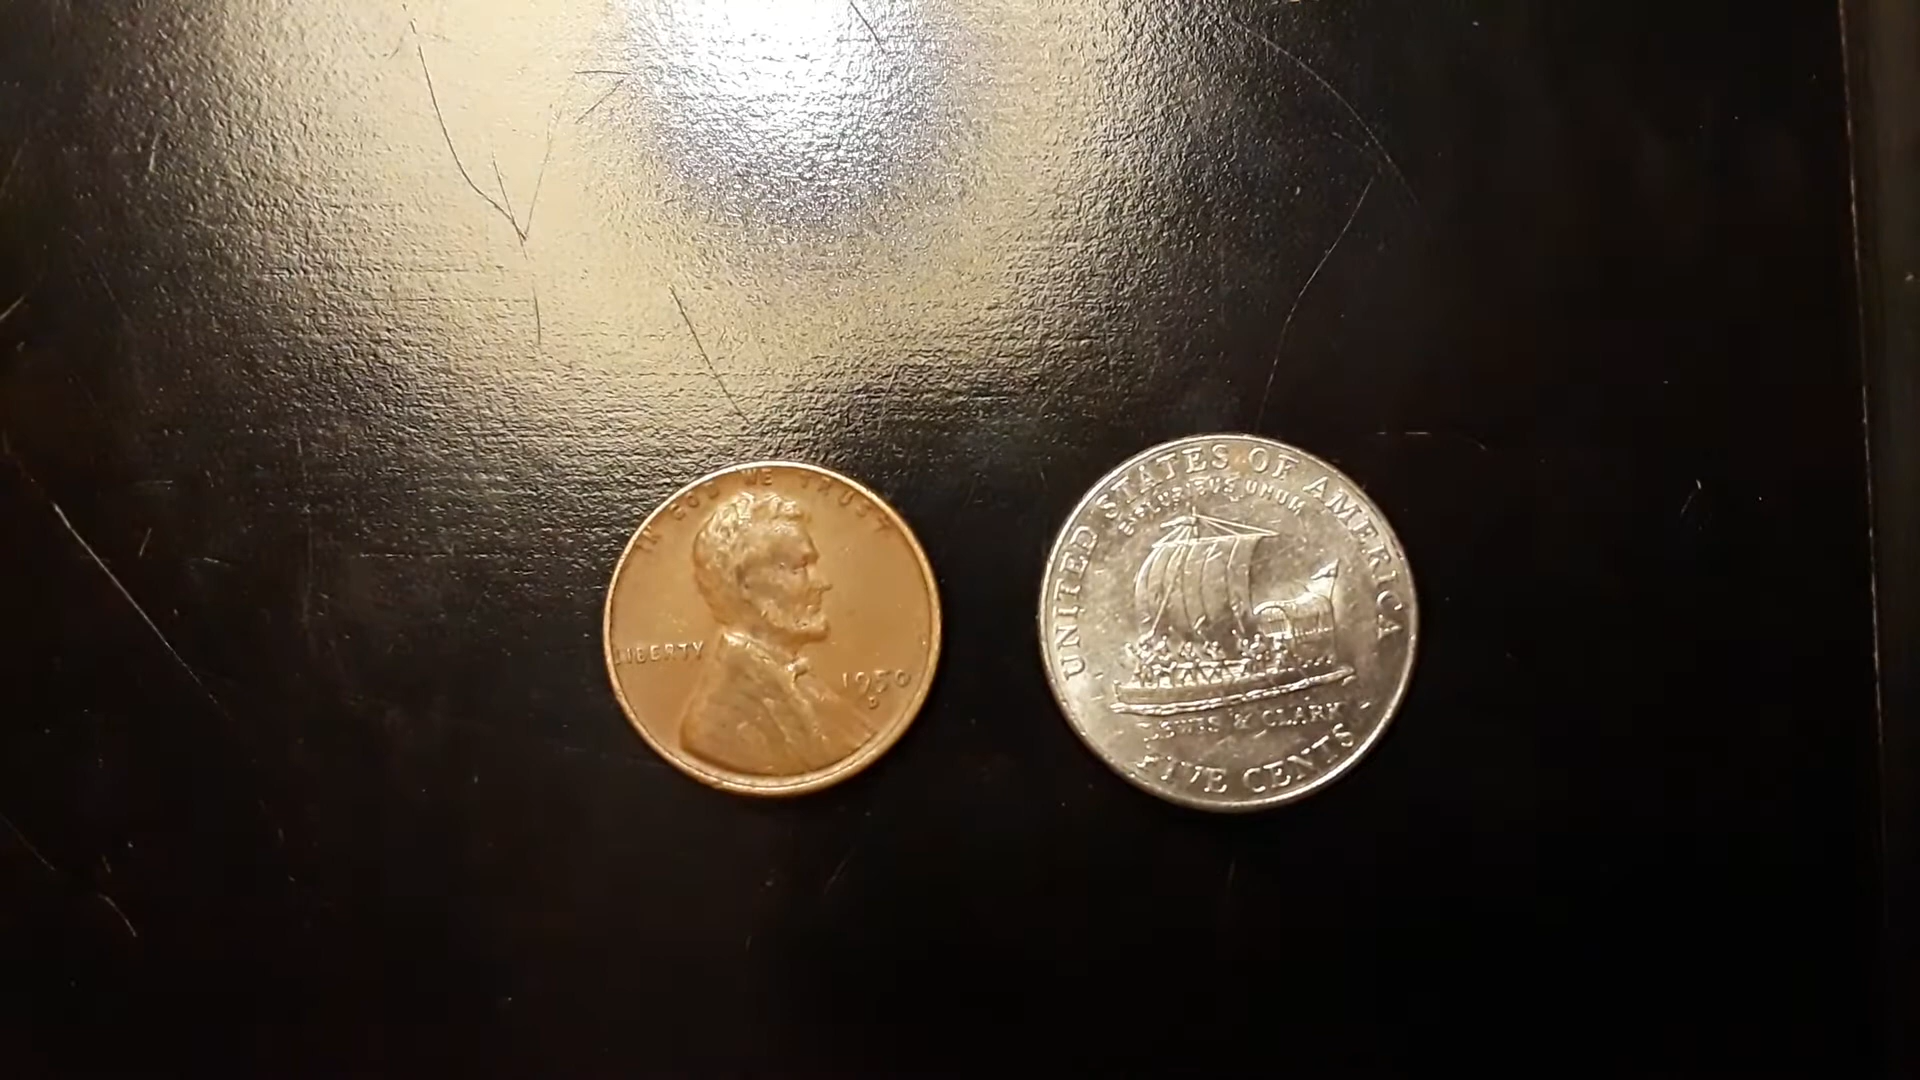 IN GOD WE TRUST
LIBERTY
1950
D
UNITED STATES OF AMERICA
E PLURIBUS UNUM
LEWIS & CLARK
FIVE CENTS